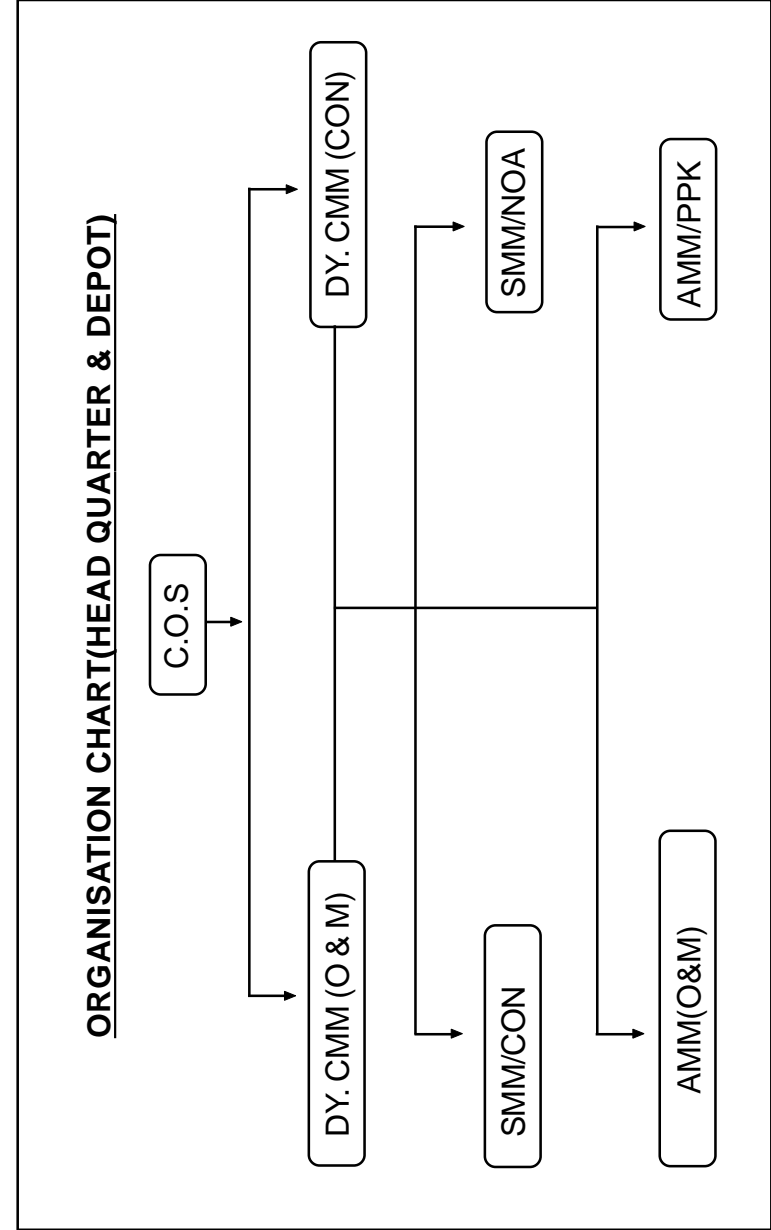 ORGANISATION CHART(HEAD QUARTER & DEPOT)
C.O.S
DY. CMM (O & M)
DY. CMM (CON)
SMM/CON
SMM/NOA
AMM(O&M)
AMM/PPK